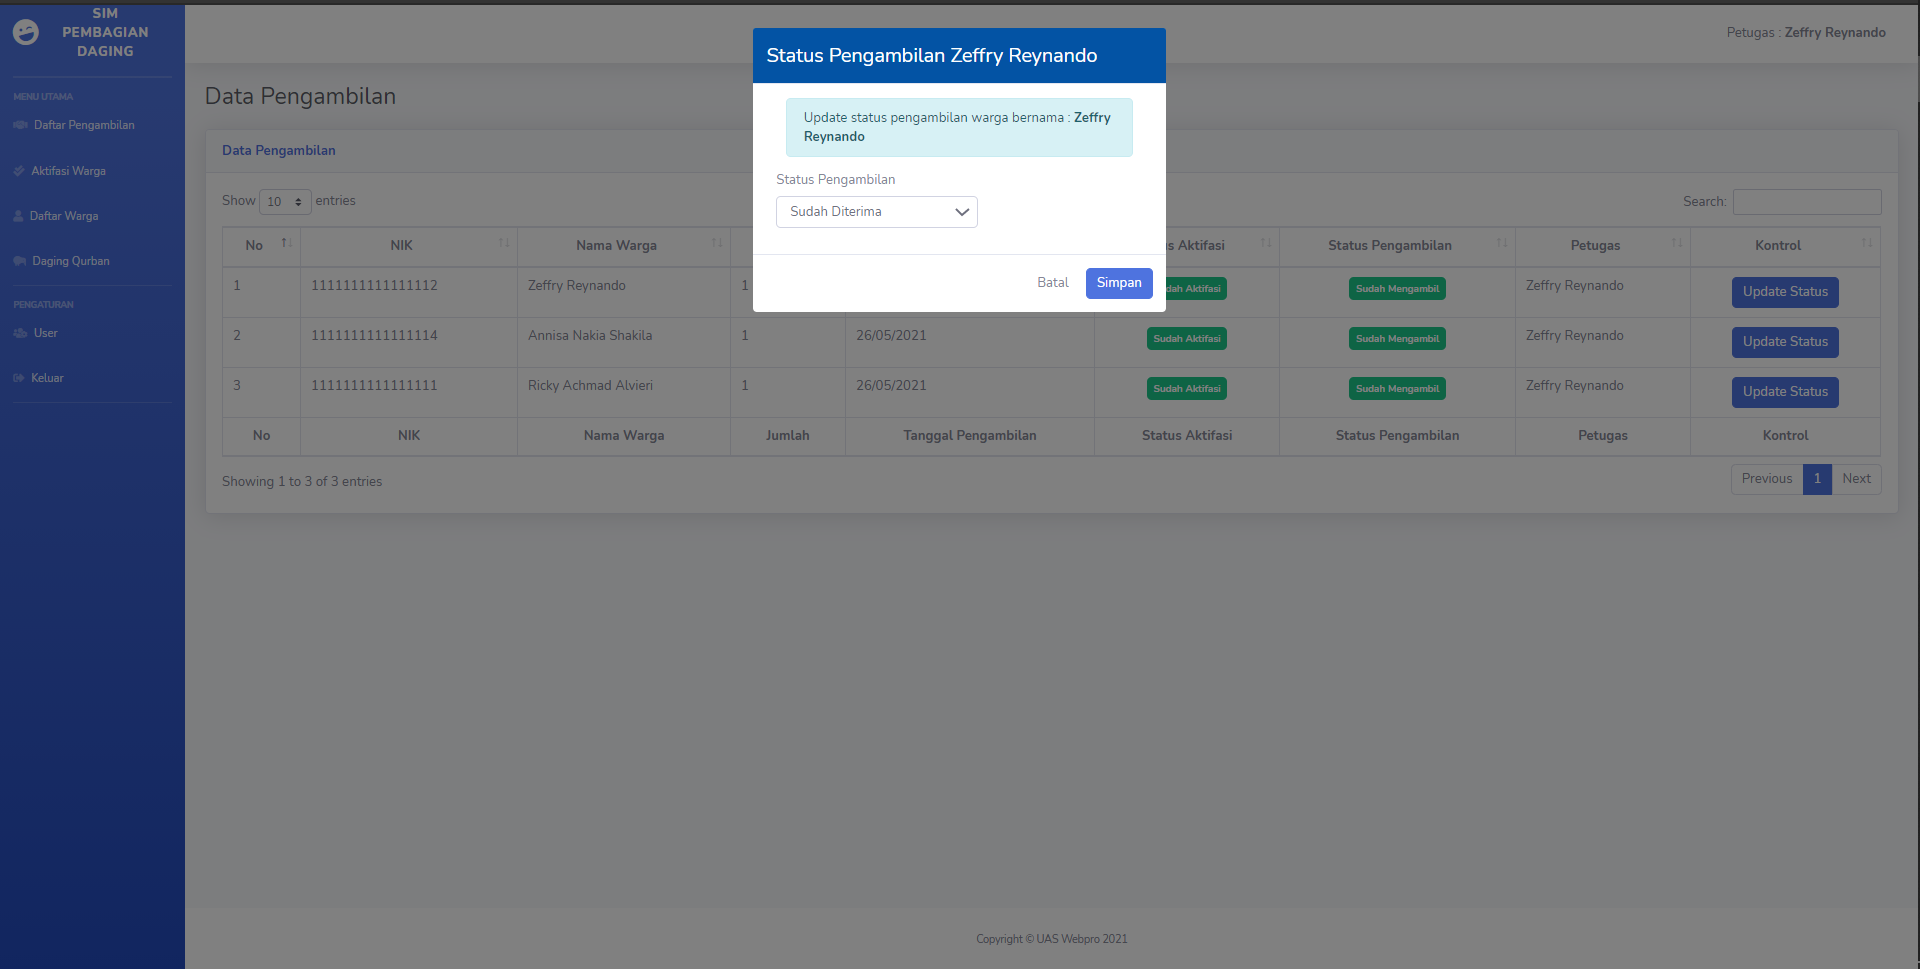 SIM
PEMBAGIAN
DAGING
MENU UTAMA
Daftar Pengambilan
Aktifasi Warga
Daftar Warga
Daging Qurban
PENGATURAN
User
Keluar
Petugas : Zeffry Reynando
Data Pengambilan
Data Pengambilan
Show 10 entries
Search:
Status Pengambilan Zeffry Reynando
Update status pengambilan warga bernama : Zeffry
Reynando
Status Pengambilan
Sudah Diterima
Batal Simpan
No NIK Nama Warga Aktifasi Status Pengambilan Petugas Kontrol
1 1111111111111112 Zeffry Reynando 1 Aktifasi Sudah Mengambil Zeffry Reynando Update Status
2 1111111111111114 Annisa Nakia Shakila 1 26/05/2021 Sudah Aktifasi Sudah Mengambil Zeffry Reynando Update Status
3 1111111111111111 Ricky Achmad Alvieri 1 26/05/2021 Sudah Aktifasi Sudah Mengambil Zeffry Reynando Update Status
No NIK Nama Warga Jumlah Tanggal Pengambilan Status Aktifasi Status Pengambilan Petugas Kontrol
Showing 1 to 3 of 3 entries
Previous 1 Next
Copyright © UAS Webpro 2021